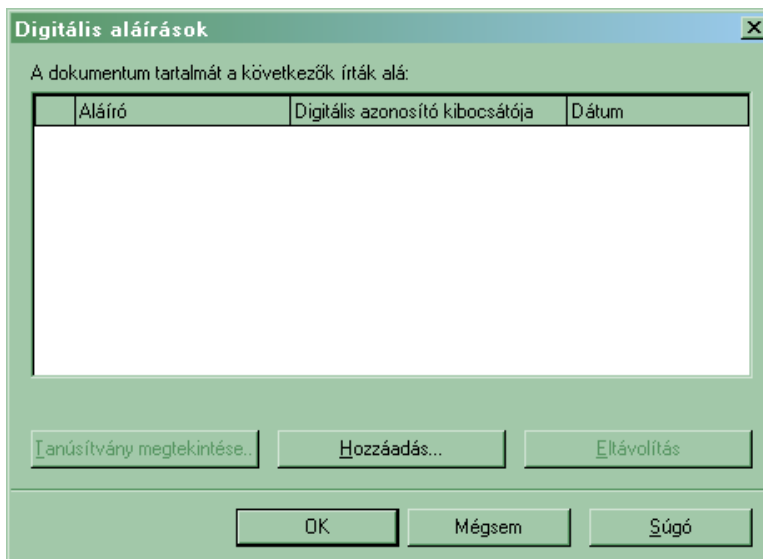 Digitális aláírások
A dokumentum tartalmát a következők írták alá:
Aláíró Digitális azonosító kibocsátója Dátum
Tanúsítvány megtekintése.. Hozzáadás... Eltávolítás
OK Mégsem Súgó